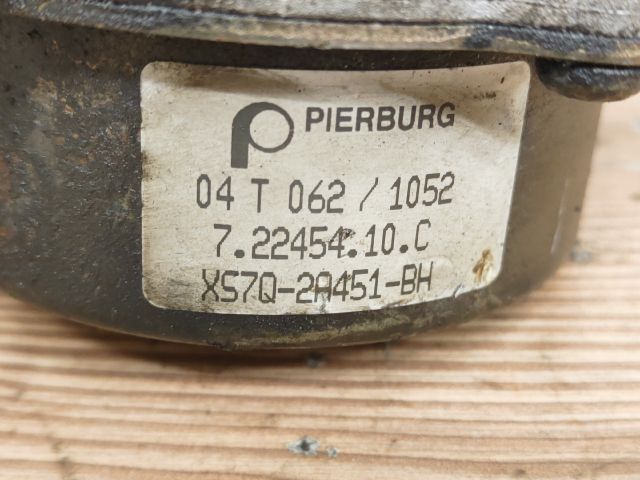 PIERBURG
04 T 062 / 1052
7.22454.10.C
XS7Q-2A451-BH